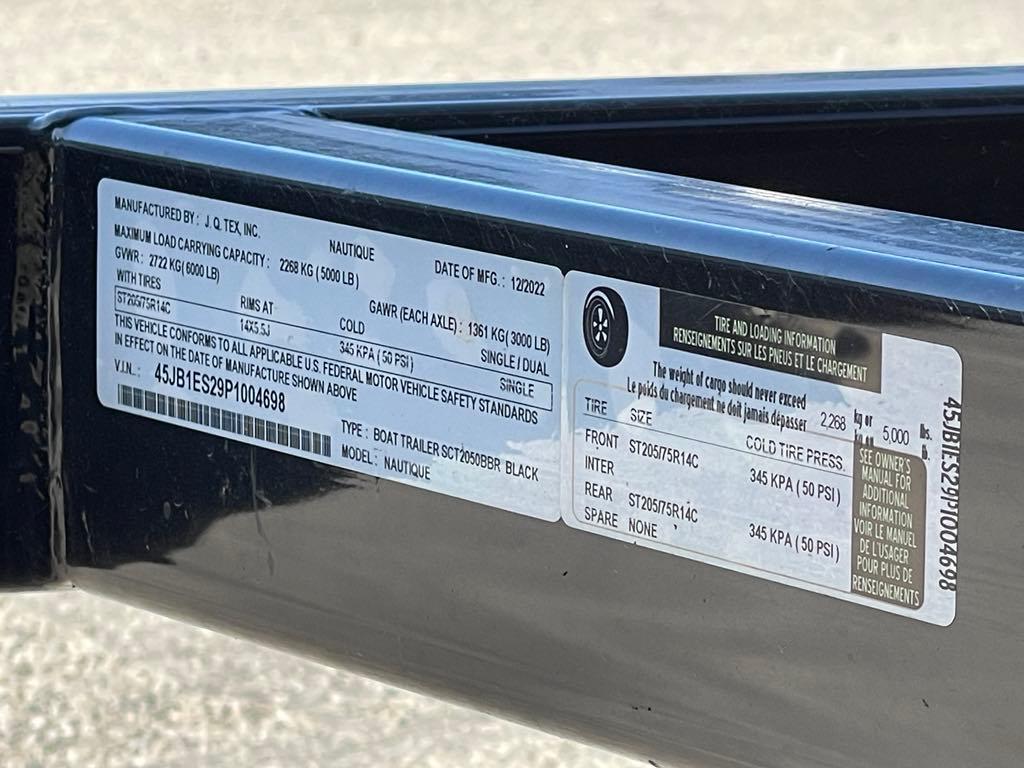 MANUFACTURED BY: J. Q. TEX, INC.
NAUTIQUE
DATE OF MFG.: 12/2022
MAXIMUM LOAD CARRYING CAPACITY: 2268 KG (5000 LB)
GVWR: 2722 KG(6000 LB)
GAWR (EACH AXLE): 1361 KG(3000 LB)
WITH TIRES RIMS AT COLD SINGLE/DUAL
ST205/75R14C 14X5.5J 345 KPA (50 PSI) SINGLE
THIS VEHICLE CONFORMS TO ALL APPLICABLE U.S. FEDERAL MOTOR VEHICLE SAFETY STANDARDS
IN EFFECT ON THE DATE OF MANUFACTURE SHOWN ABOVE
V.I.N.: 45JB1ES29P1004698
TYPE: BOAT TRAILER SCT2050BBR BLACK
MODEL: NAUTIQUE
TIRE AND LOADING INFORMATION
RENSEIGNEMENTS SUR LES PNEUS ET LE CHARGEMENT
The weight of cargo should never exceed
Le poids du chargement ne doit jamais dépasser
2,268 kg or 5,000 lbs.
TIRE SIZE COLD TIRE PRESS.
FRONT ST205/75R14C 345 KPA (50 PSI)
INTER
REAR ST205/75R14C 345 KPA (50 PSI)
SPARE NONE
SEE OWNER'S
MANUAL FOR
ADDITIONAL
INFORMATION
VOIR LE MANUEL
DE L'USAGER
POUR PLUS DE
RENSEIGNEMENTS
45JB1ES29P1004698